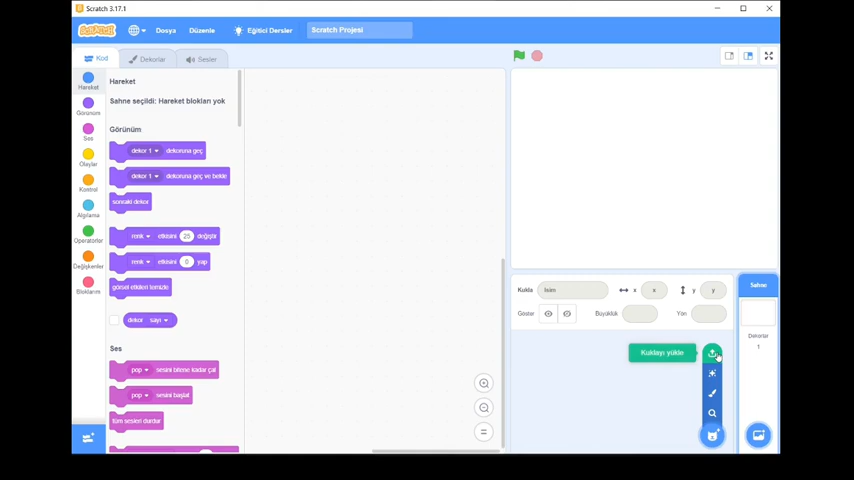 Scratch 3.17.1
SCRATCH
Dosya
Düzenle
Eğitici Dersler
Scratch Projesi
Kod
Dekorlar
Sesler
Hareket
Görünüm
Ses
Olaylar
Kontrol
Algılama
Operatörler
Değişkenler
Bloklarım
Hareket
Sahne seçildi: Hareket blokları yok
Görünüm
dekor 1 dekoruna geç
dekor 1 dekoruna geç ve bekle
sonraki dekor
renk etkisini 25 değiştir
renk etkisini 0 yap
görsel etkileri temizle
dekor sayı
Ses
pop sesini bitene kadar çal
pop sesini başlat
tüm sesleri durdur
Kukla
İsim
x
x
y
y
Göster
Büyüklük
Yön
Kuklayı yükle
Sahne
Dekorlar
1